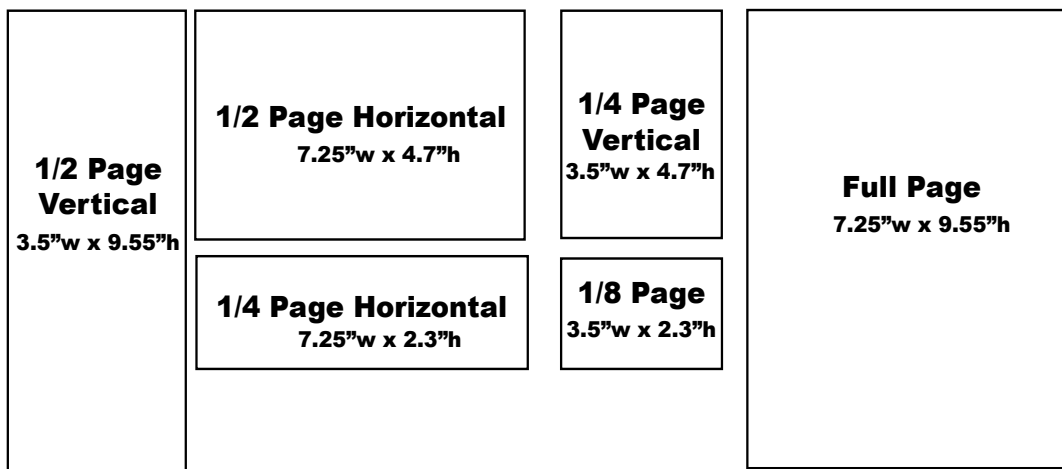 1/2 Page
Vertical
3.5”w x 9.55”h
1/2 Page Horizontal
7.25”w x 4.7”h
1/4 Page Horizontal
7.25”w x 2.3”h
1/4 Page
Vertical
3.5”w x 4.7”h
1/8 Page
3.5”w x 2.3”h
Full Page
7.25”w x 9.55”h